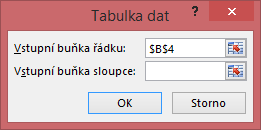 Tabulka dat
Vstupní buňka řádku: $B$4
Vstupní buňka sloupce:
OK Storno